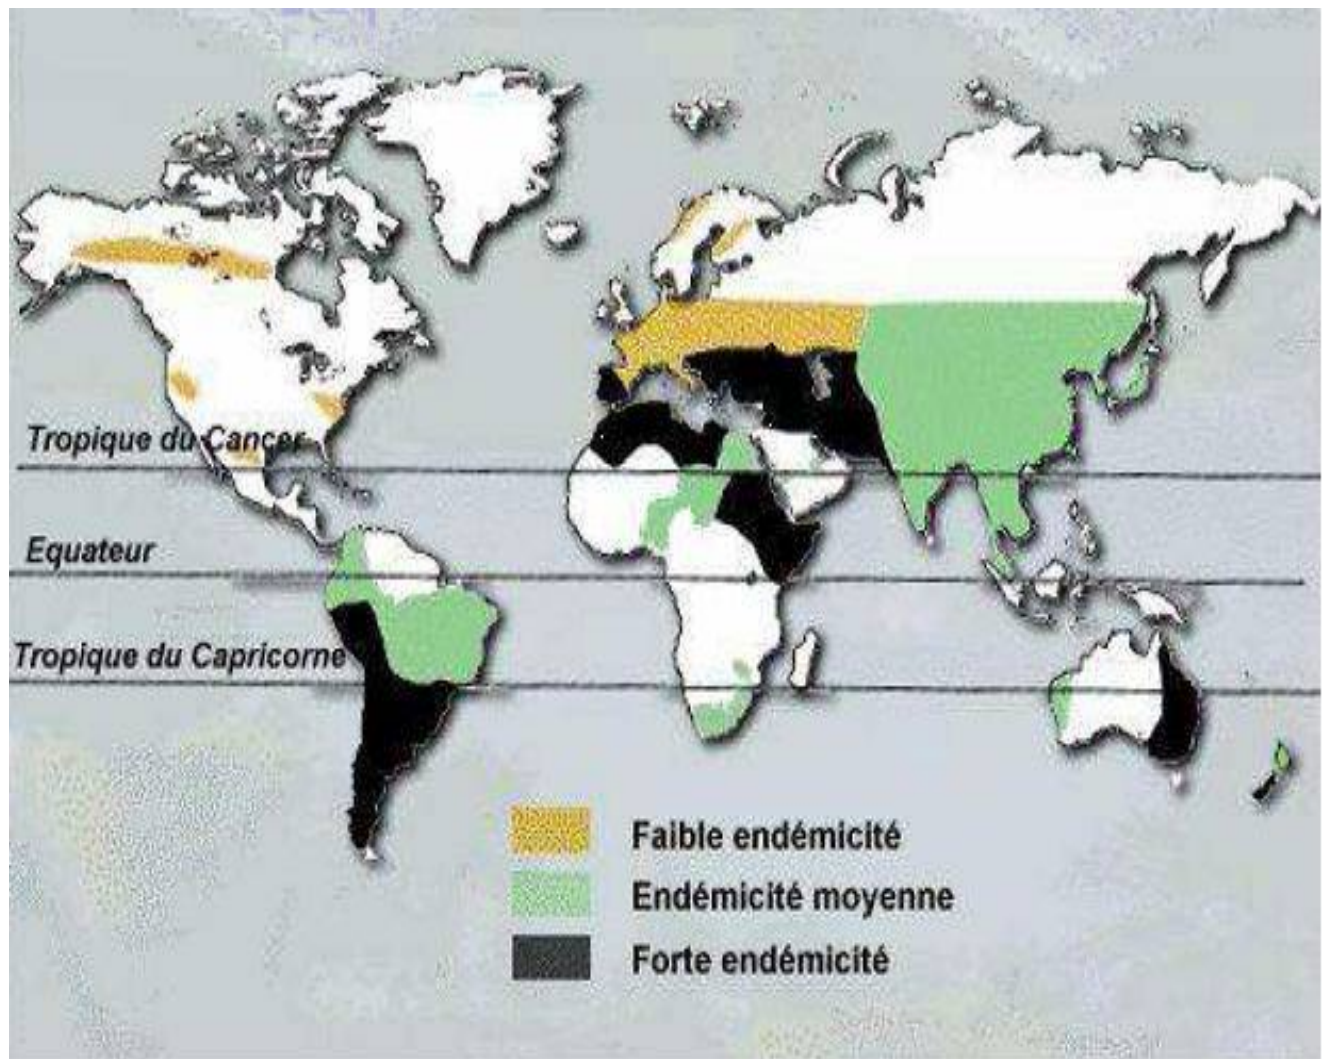 Tropique du Cancer
Equateur
Tropique du Capricorne
Faible endémicité
Endémicité moyenne
Forte endémicité